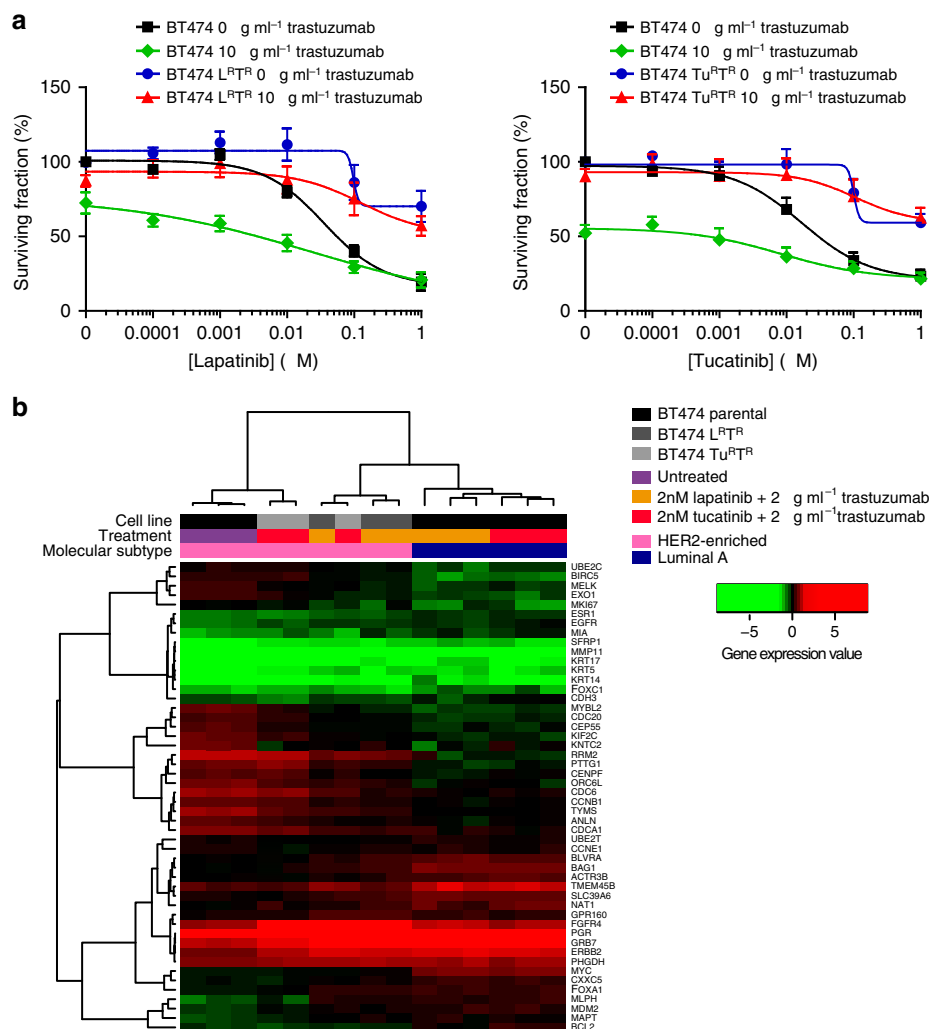 a
BT474 0 g ml⁻¹ trastuzumab
BT474 10 g ml⁻¹ trastuzumab
BT474 LᴿTᴿ 0 g ml⁻¹ trastuzumab
BT474 LᴿTᴿ 10 g ml⁻¹ trastuzumab
150
100
50
0
Surviving fraction (%)
0 0.0001 0.001 0.01 0.1 1
[Lapatinib] ( M)
BT474 0 g ml⁻¹ trastuzumab
BT474 10 g ml⁻¹ trastuzumab
BT474 TuᴿTᴿ 0 g ml⁻¹ trastuzumab
BT474 TuᴿTᴿ 10 g ml⁻¹ trastuzumab
150
100
50
0
Surviving fraction (%)
0 0.0001 0.001 0.01 0.1 1
[Tucatinib] ( M)
b
Cell line
Treatment
Molecular subtype
UBE2C
BIRC5
MELK
EXO1
MKI67
ESR1
EGFR
MIA
SFRP1
MMP11
KRT17
KRT5
KRT14
FOXC1
CDH3
MYBL2
CDC20
CEP55
KIF2C
KNTC2
RRM2
PTTG1
CENPF
ORC6L
CDC6
CCNB1
TYMS
ANLN
CDCA1
UBE2T
CCNE1
BLVRA
BAG1
ACTR3B
TMEM45B
SLC39A6
NAT1
GPR160
FGFR4
PGR
GRB7
ERBB2
PHGDH
MYC
CXXC5
FOXA1
MLPH
MDM2
MAPT
BCL2
BT474 parental
BT474 LᴿTᴿ
BT474 TuᴿTᴿ
Untreated
2nM lapatinib + 2 g ml⁻¹ trastuzumab
2nM tucatinib + 2 g ml⁻¹trastuzumab
HER2-enriched
Luminal A
−5 0 5
Gene expression value